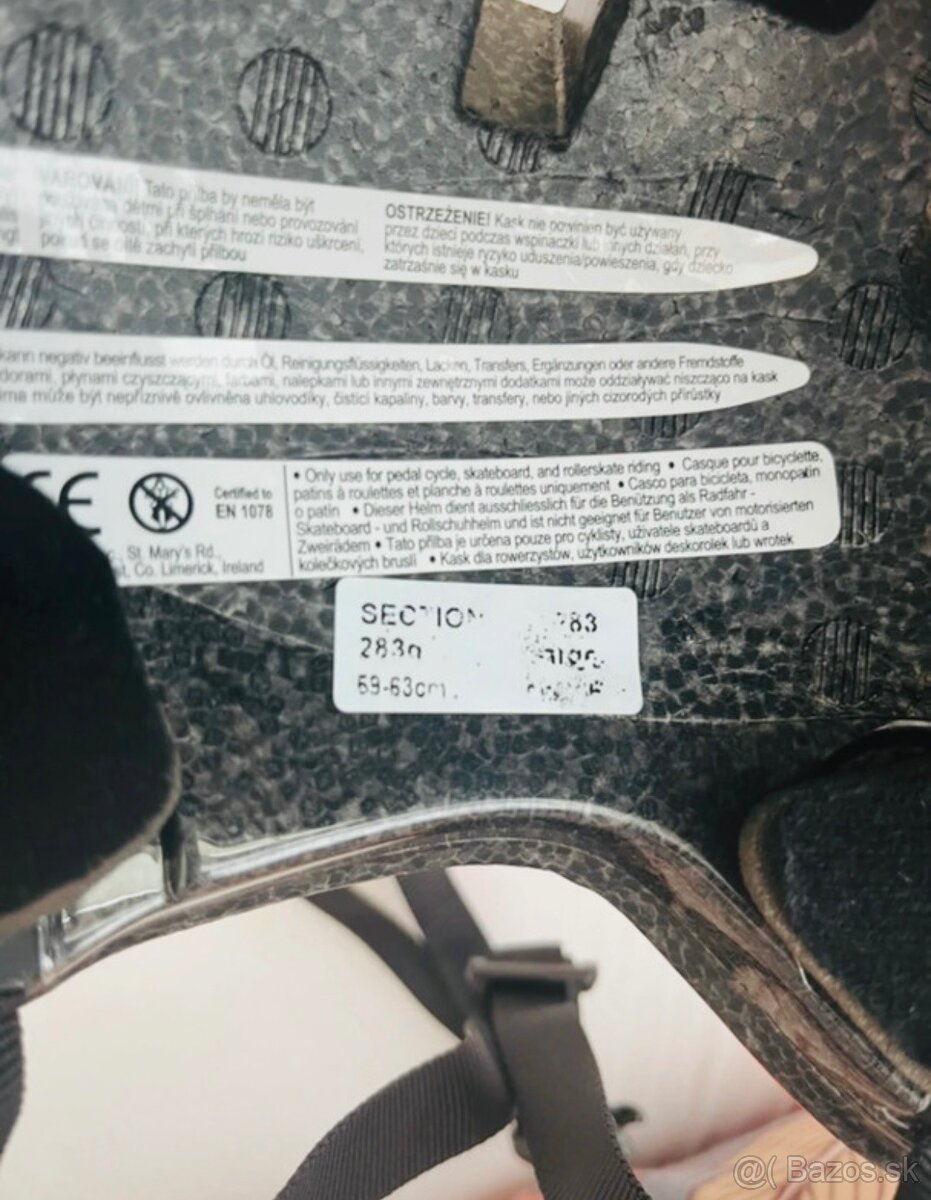 VAROVÁNÍ! Tato přilba by neměla být
dětmi při šplhání nebo provozování
při kterých hrozí riziko uškrcení,
se dítě zachytí přilbou
OSTRZEŻENIE! Kask nie powinien być używany
przez dzieci podczas wspinaczki lub innych działań, przy
których istnieje ryzyko uduszenia/powieszenia, gdy dziecko
zatrzaśnie się w kasku
kann negativ beeinflusst werden durch Öl, Reinigungsflüssigkeiten, Lacken, Transfers, Ergänzungen oder andere Fremdstoffe
płynami czyszczącymi, farbami, nalepkami lub innymi zewnętrznymi dodatkami może oddziaływać niszcząco na kask
může být nepříznivě ovlivněna uhlovodíky, čisticí kapaliny, barvy, transfery, nebo jiných cizorodých přírůstky
CE
Certified to
EN 1078
St. Mary's Rd.,
Co. Limerick, Ireland
• Only use for pedal cycle, skateboard, and rollerskate riding • Casque pour bicyclette,
patins à roulettes et planche à roulettes uniquement • Casco para bicicleta, monopatin
o patin • Dieser Helm dient ausschliesslich für die Benützung als Radfahr -
Skateboard - und Rollschuhheim und ist nicht geeignet für Benutzer von motorisierten
Zweirädern • Tato přilba je určena pouze pro cyklisty, uživatele skateboardů a
kolečkových bruslí • Kask dla rowerzystów, użytkowników deskorolek lub wrotek
SECTION 283
283g
59-63cm
@( Bazos.sk